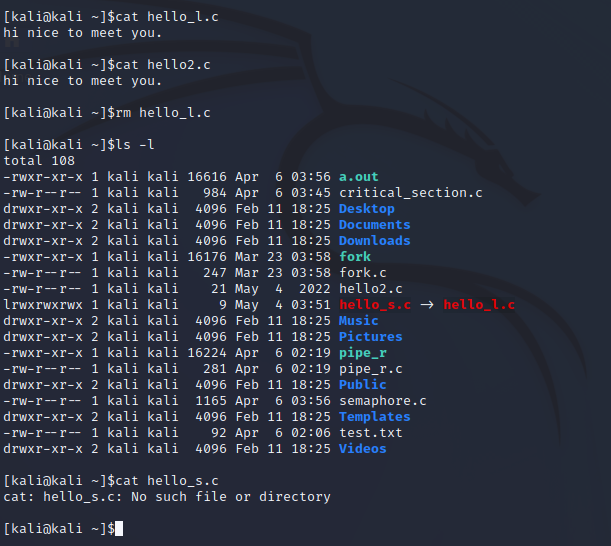 [kali@kali ~]$cat hello_l.c
hi nice to meet you.
[kali@kali ~]$cat hello2.c
hi nice to meet you.
[kali@kali ~]$rm hello_l.c
[kali@kali ~]$ls -l
total 108
-rwxr-xr-x 1 kali kali 16616 Apr  6 03:56 a.out
-rw-r--r-- 1 kali kali   984 Apr  6 03:45 critical_section.c
drwxr-xr-x 2 kali kali  4096 Feb 11 18:25 Desktop
drwxr-xr-x 2 kali kali  4096 Feb 11 18:25 Documents
drwxr-xr-x 2 kali kali  4096 Feb 11 18:25 Downloads
-rwxr-xr-x 1 kali kali 16176 Mar 23 03:58 fork
-rw-r--r-- 1 kali kali   247 Mar 23 03:58 fork.c
-rw-r--r-- 1 kali kali    21 May  4  2022 hello2.c
lrwxrwxrwx 1 kali kali     9 May  4 03:51 hello_s.c -> hello_l.c
drwxr-xr-x 2 kali kali  4096 Feb 11 18:25 Music
drwxr-xr-x 2 kali kali  4096 Feb 11 18:25 Pictures
-rwxr-xr-x 1 kali kali 16224 Apr  6 02:19 pipe_r
-rw-r--r-- 1 kali kali   281 Apr  6 02:19 pipe_r.c
drwxr-xr-x 2 kali kali  4096 Feb 11 18:25 Public
-rw-r--r-- 1 kali kali  1165 Apr  6 03:56 semaphore.c
drwxr-xr-x 2 kali kali  4096 Feb 11 18:25 Templates
-rw-r--r-- 1 kali kali    92 Apr  6 02:06 test.txt
drwxr-xr-x 2 kali kali  4096 Feb 11 18:25 Videos
[kali@kali ~]$cat hello_s.c
cat: hello_s.c: No such file or directory
[kali@kali ~]$